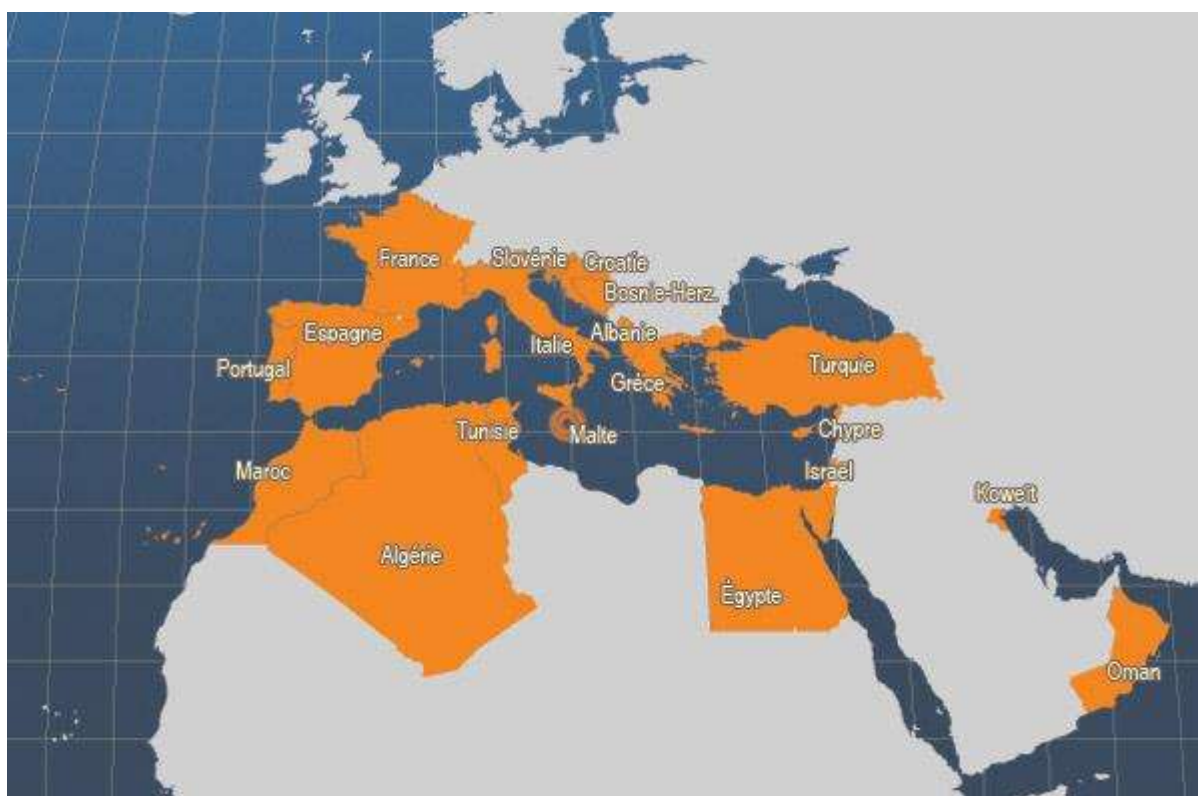 France
Slovénie
Croatie
Bosnie-Herz.
Espagne
Italie
Albanie
Portugal
Grèce
Turquie
Tunisie
Malte
Chypre
Maroc
Israël
Koweït
Algérie
Égypte
Oman